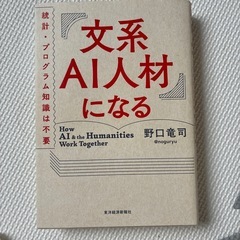 統計・プログラム知識は不要
「文系
AI人材」
になる
How
AI & the Humanities
Work Together
野口竜司
@noguryu
東洋経済新報社